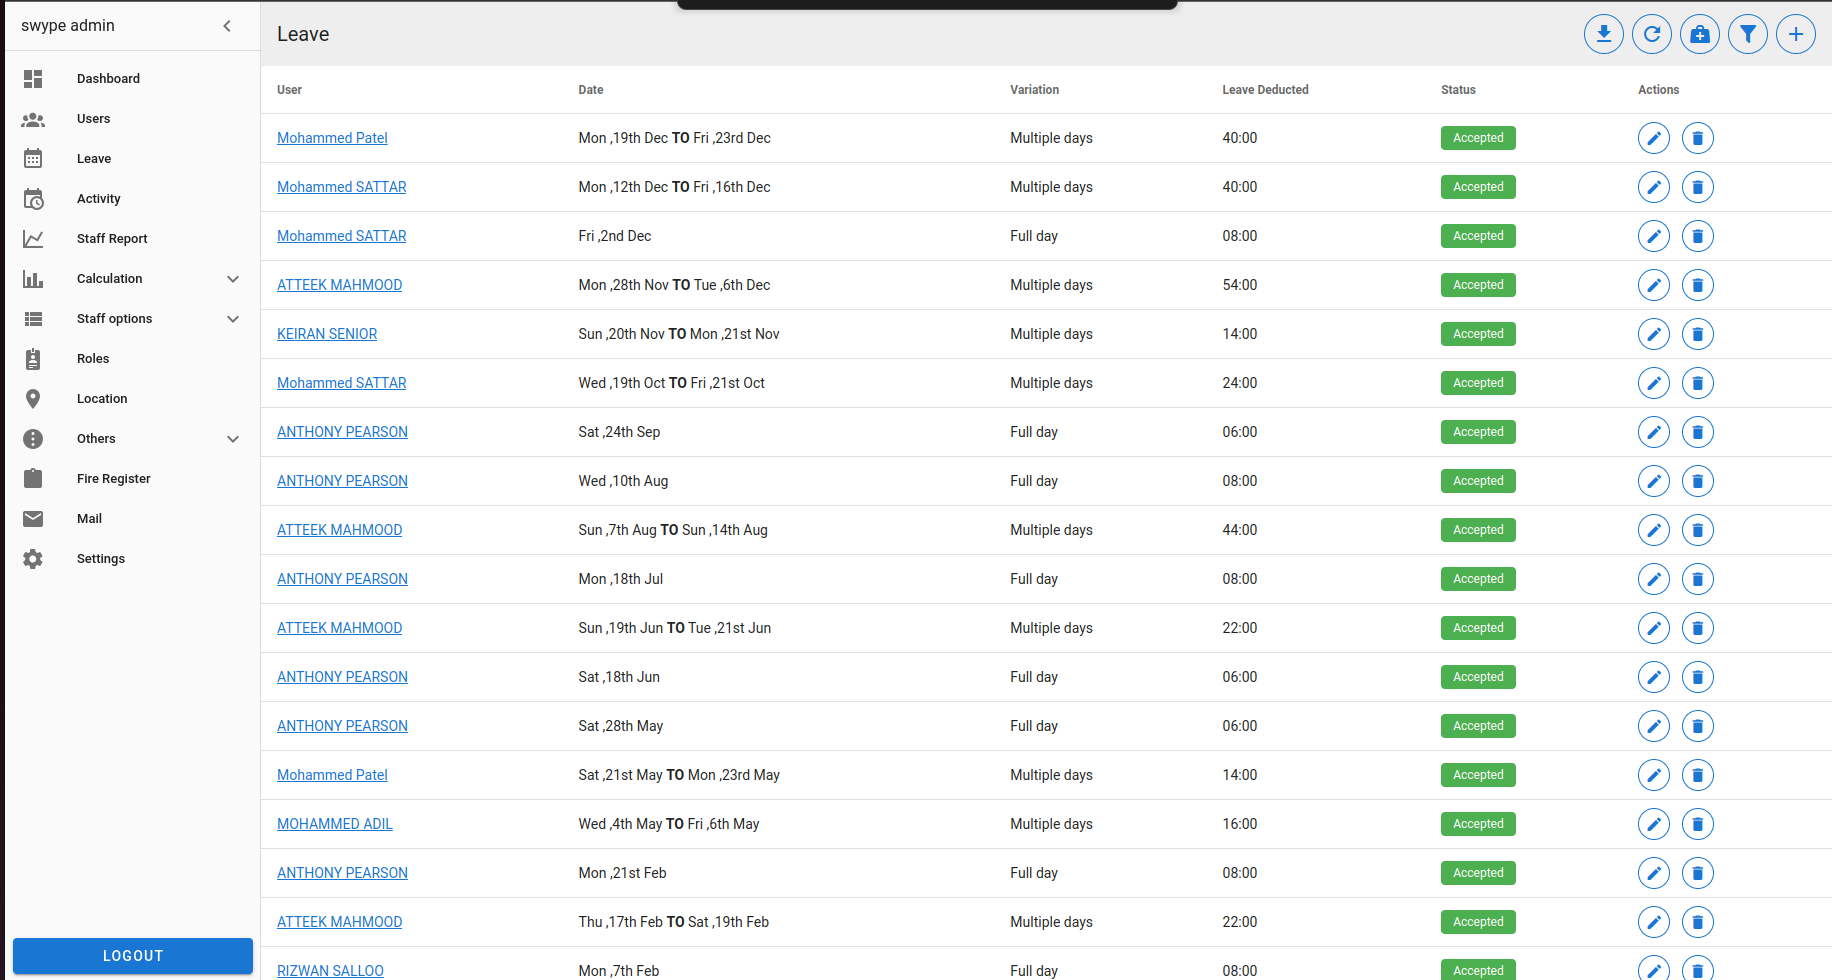 swype admin
Dashboard
Users
Leave
Activity
Staff Report
Calculation
Staff options
Roles
Location
Others
Fire Register
Mail
Settings
LOGOUT
Leave
User Date Variation Leave Deducted Status Actions
Mohammed Patel Mon ,19th Dec TO Fri ,23rd Dec Multiple days 40:00 Accepted
Mohammed SATTAR Mon ,12th Dec TO Fri ,16th Dec Multiple days 40:00 Accepted
Mohammed SATTAR Fri ,2nd Dec Full day 08:00 Accepted
ATTEEK MAHMOOD Mon ,28th Nov TO Tue ,6th Dec Multiple days 54:00 Accepted
KEIRAN SENIOR Sun ,20th Nov TO Mon ,21st Nov Multiple days 14:00 Accepted
Mohammed SATTAR Wed ,19th Oct TO Fri ,21st Oct Multiple days 24:00 Accepted
ANTHONY PEARSON Sat ,24th Sep Full day 06:00 Accepted
ANTHONY PEARSON Wed ,10th Aug Full day 08:00 Accepted
ATTEEK MAHMOOD Sun ,7th Aug TO Sun ,14th Aug Multiple days 44:00 Accepted
ANTHONY PEARSON Mon ,18th Jul Full day 08:00 Accepted
ATTEEK MAHMOOD Sun ,19th Jun TO Tue ,21st Jun Multiple days 22:00 Accepted
ANTHONY PEARSON Sat ,18th Jun Full day 06:00 Accepted
ANTHONY PEARSON Sat ,28th May Full day 06:00 Accepted
Mohammed Patel Sat ,21st May TO Mon ,23rd May Multiple days 14:00 Accepted
MOHAMMED ADIL Wed ,4th May TO Fri ,6th May Multiple days 16:00 Accepted
ANTHONY PEARSON Mon ,21st Feb Full day 08:00 Accepted
ATTEEK MAHMOOD Thu ,17th Feb TO Sat ,19th Feb Multiple days 22:00 Accepted
RIZWAN SALLOO Mon ,7th Feb Full day 08:00 Accepted